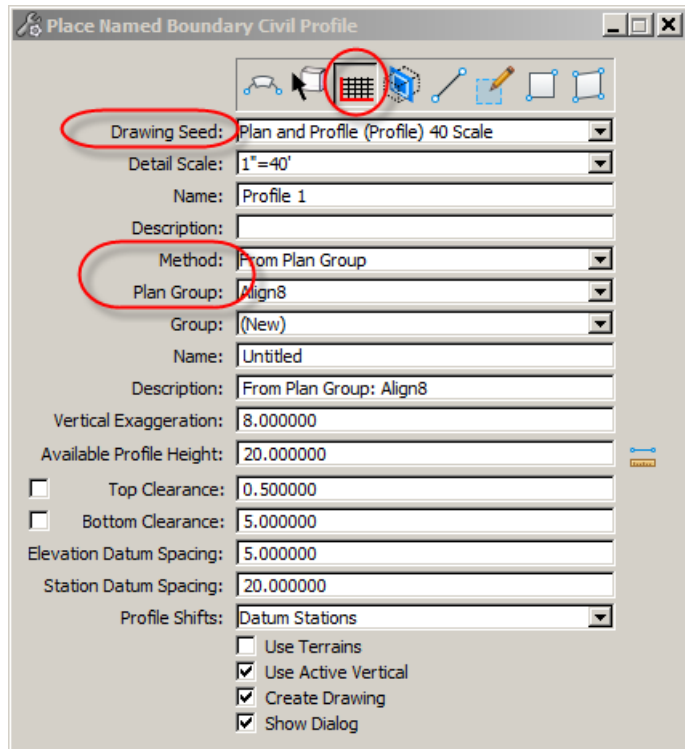 Place Named Boundary Civil Profile
Drawing Seed: Plan and Profile (Profile) 40 Scale
Detail Scale: 1"=40'
Name: Profile 1
Description:
Method: From Plan Group
Plan Group: Align8
Group: (New)
Name: Untitled
Description: From Plan Group: Align8
Vertical Exaggeration: 8.000000
Available Profile Height: 20.000000
Top Clearance: 0.500000
Bottom Clearance: 5.000000
Elevation Datum Spacing: 5.000000
Station Datum Spacing: 20.000000
Profile Shifts: Datum Stations
Use Terrains
Use Active Vertical
Create Drawing
Show Dialog